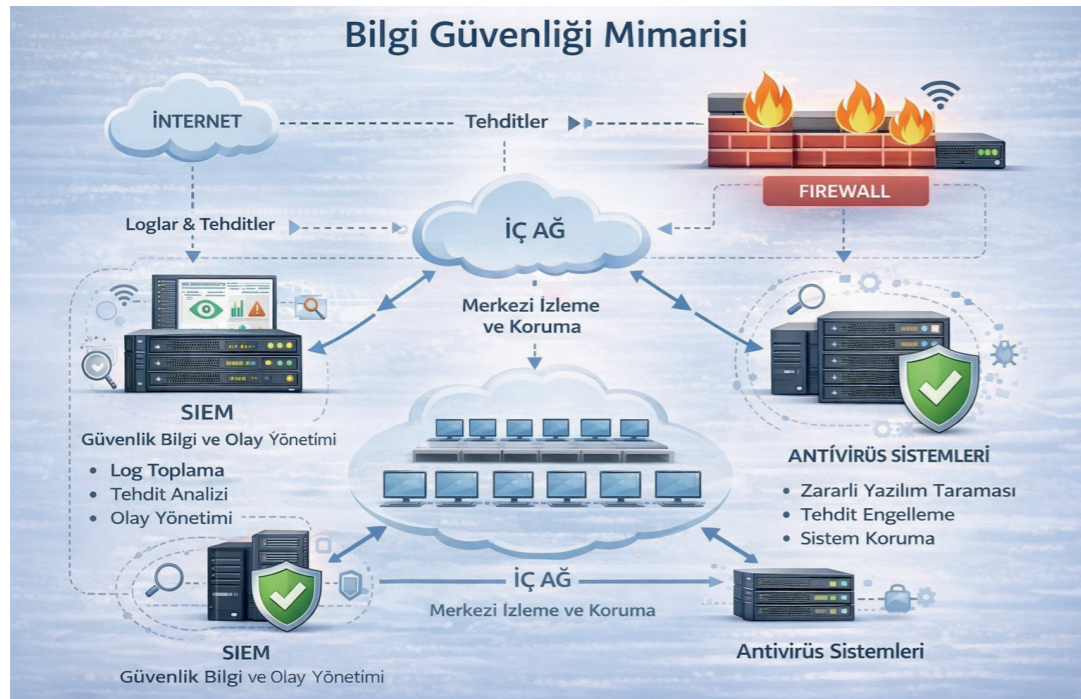 Bilgi Güvenliği Mimarisi
İNTERNET
Tehditler
FIREWALL
Loglar & Tehditler
İÇ AĞ
Merkezi İzleme
ve Koruma
SIEM
Güvenlik Bilgi ve Olay Yönetimi
• Log Toplama
• Tehdit Analizi
• Olay Yönetimi
ANTİVİRÜS SİSTEMLERİ
• Zararli Yazılım Taraması
• Tehdit Engelleme
• Sistem Koruma
İÇ AĞ
Merkezi İzleme ve Koruma
SIEM
Güvenlik Bilgi ve Olay Yönetimi
Antivirüs Sistemleri